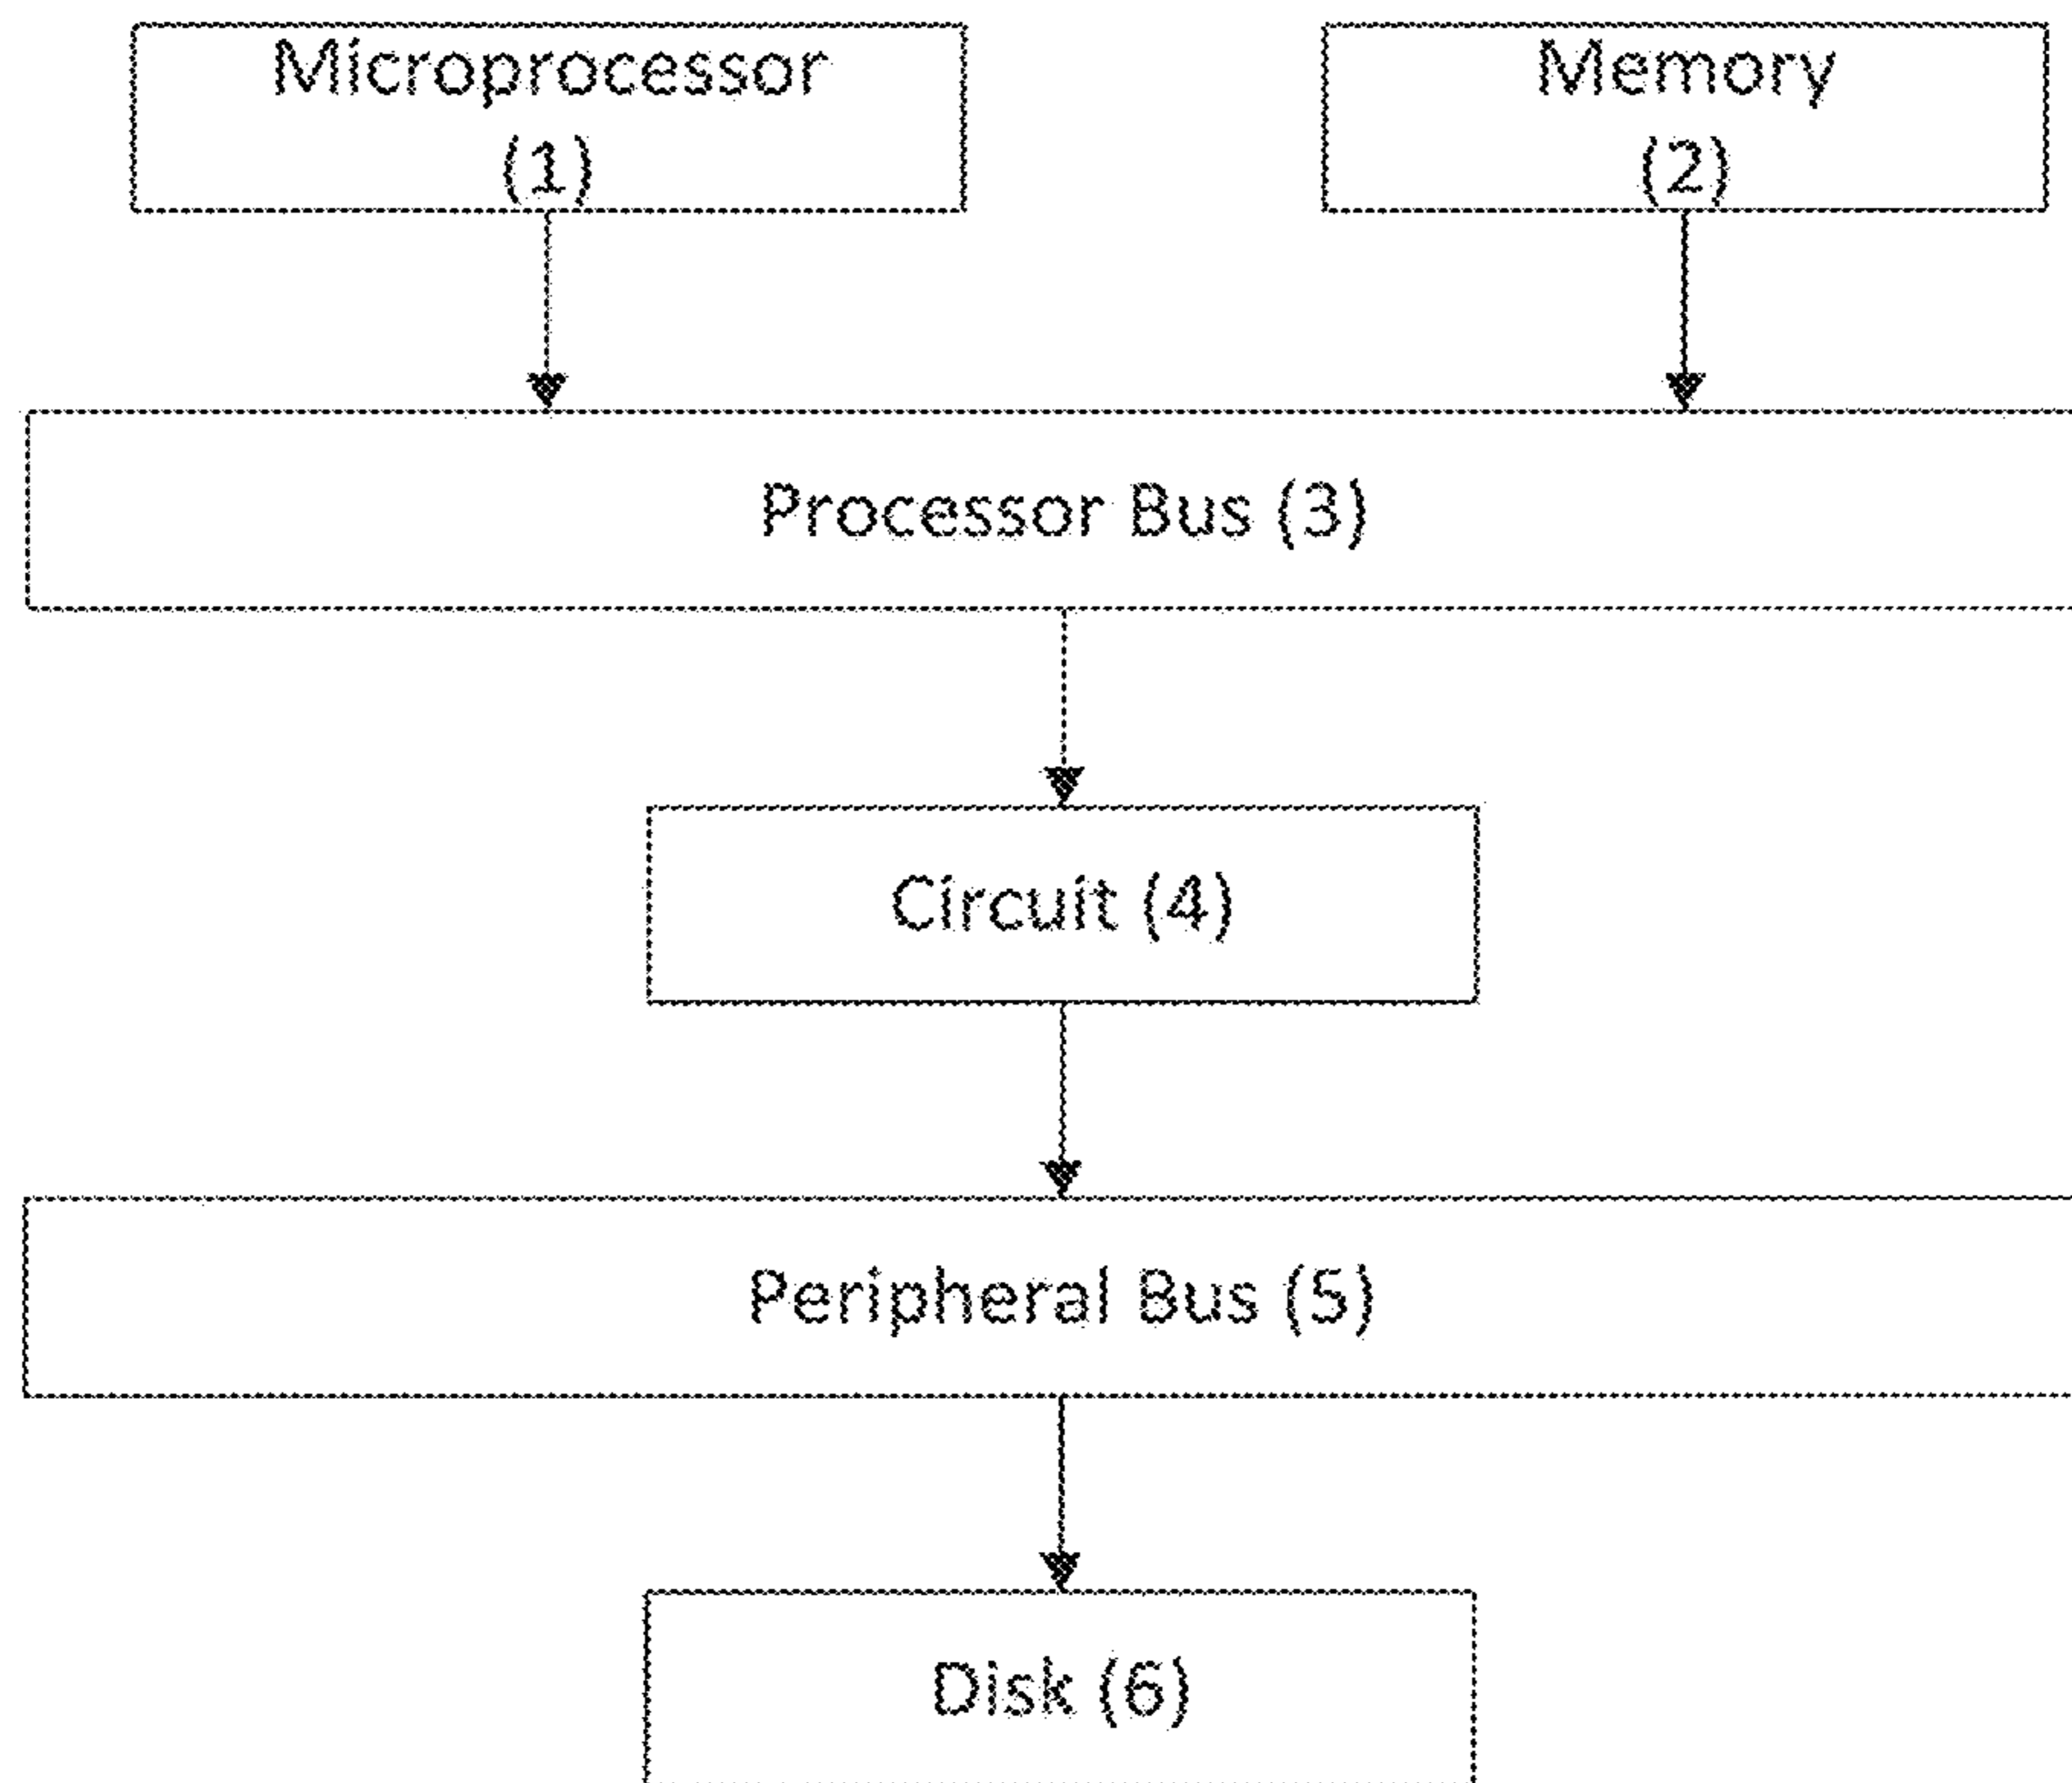 Microprocessor
(1)
Memory
(2)
Processor Bus (3)
Circuit (4)
Peripheral Bus (5)
Disk (6)